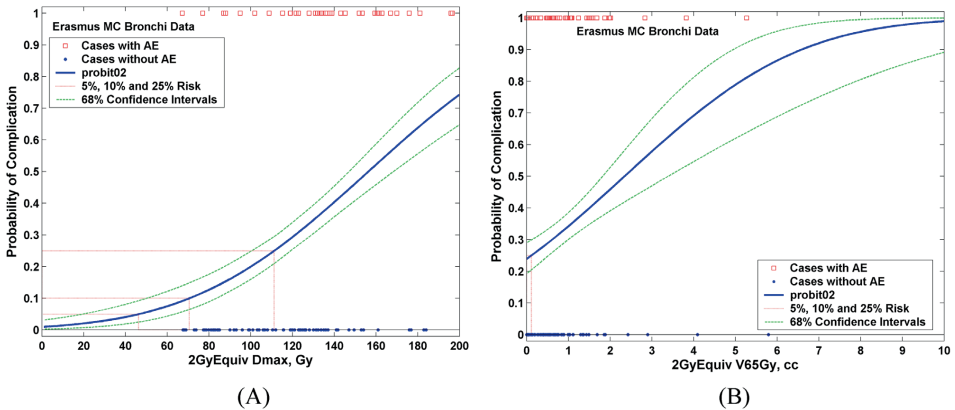 Erasmus MC Bronchi Data
Cases with AE
Cases without AE
probit02
5%, 10% and 25% Risk
68% Confidence Intervals
Probability of Complication
1
0.9
0.8
0.7
0.6
0.5
0.4
0.3
0.2
0.1
0
0 20 40 60 80 100 120 140 160 180 200
2GyEquiv Dmax, Gy
(A)
Erasmus MC Bronchi Data
Probability of Complication
1
0.9
0.8
0.7
0.6
0.5
0.4
0.3
0.2
0.1
0
Cases with AE
Cases without AE
probit02
5%, 10% and 25% Risk
68% Confidence Intervals
0 1 2 3 4 5 6 7 8 9 10
2GyEquiv V65Gy, cc
(B)